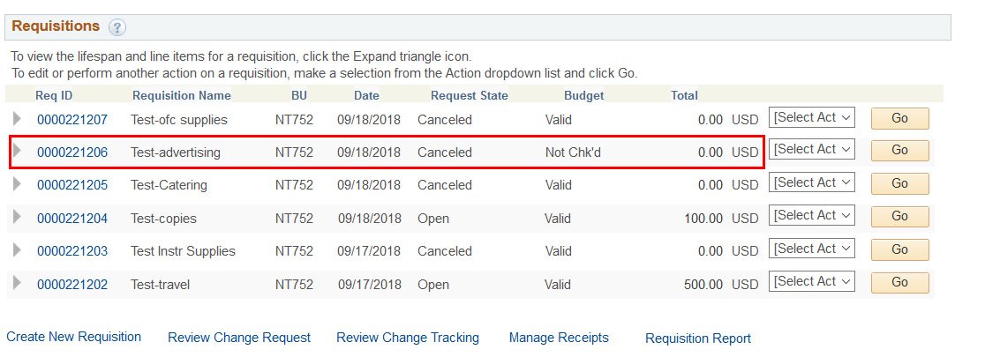 Requisitions ?
To view the lifespan and line items for a requisition, click the Expand triangle icon.
To edit or perform another action on a requisition, make a selection from the Action dropdown list and click Go.
Req ID Requisition Name BU Date Request State Budget Total
0000221207 Test-ofc supplies NT752 09/18/2018 Canceled Valid 0.00 USD [Select Act Go
0000221206 Test-advertising NT752 09/18/2018 Canceled Not Chk'd 0.00 USD [Select Act Go
0000221205 Test-Catering NT752 09/18/2018 Canceled Valid 0.00 USD [Select Act Go
0000221204 Test-copies NT752 09/18/2018 Open Valid 100.00 USD [Select Act Go
0000221203 Test Instr Supplies NT752 09/17/2018 Canceled Valid 0.00 USD [Select Act Go
0000221202 Test-travel NT752 09/17/2018 Open Valid 500.00 USD [Select Act Go
Create New Requisition Review Change Request Review Change Tracking Manage Receipts Requisition Report